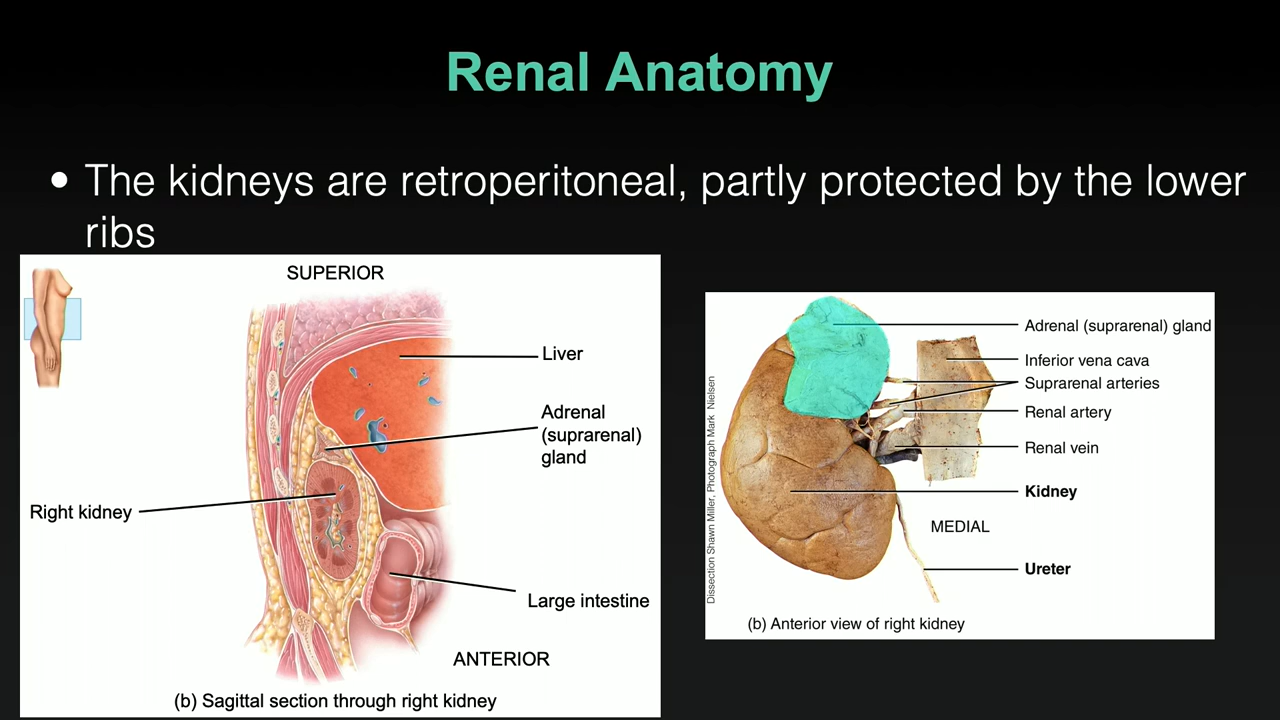 Renal Anatomy
• The kidneys are retroperitoneal, partly protected by the lower
ribs
SUPERIOR
Liver
Adrenal
(suprarenal)
gland
Right kidney
Large intestine
ANTERIOR
(b) Sagittal section through right kidney
Dissection Shawn Miller, Photograph Mark Nielsen
Adrenal (suprarenal) gland
Inferior vena cava
Suprarenal arteries
Renal artery
Renal vein
Kidney
MEDIAL
Ureter
(b) Anterior view of right kidney